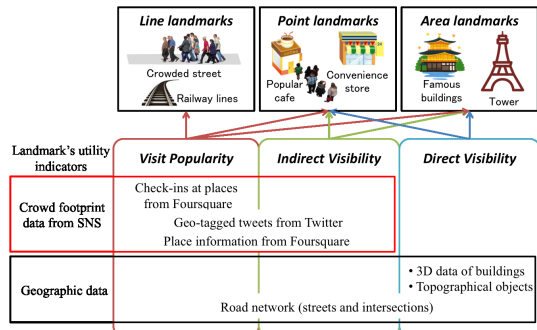 Line landmarks
Point landmarks
Area landmarks
Crowded street
Railway lines
Popular
cafe
Convenience
store
24
Famous
buildings
Tower
Landmark's utility
indicators
Visit Popularity
Indirect Visibility
Direct Visibility
Crowd footprint
data from SNS
Check-ins at places
from Foursquare
Geo-tagged tweets from Twitter
Place information from Foursquare
Geographic data
• 3D data of buildings
• Topographical objects
Road network (streets and intersections)